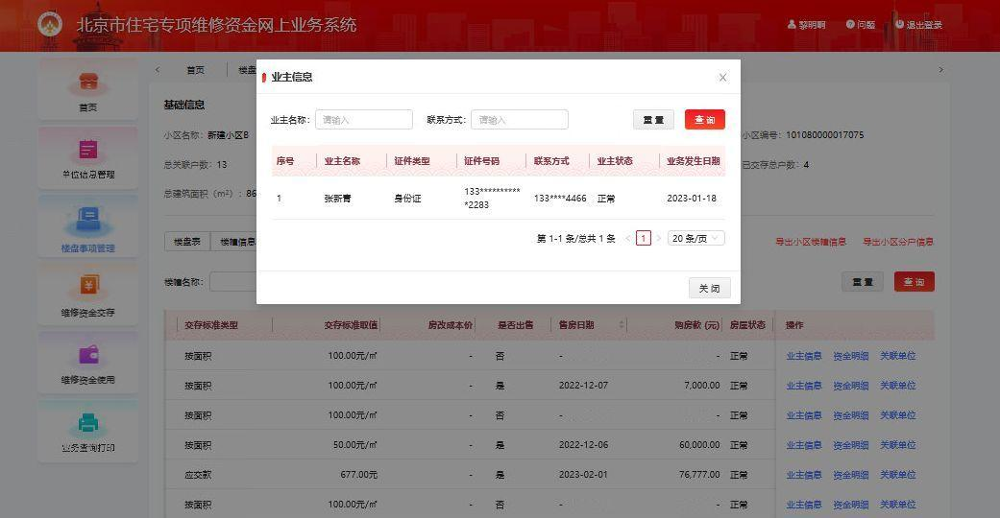 北京市住宅专项维修资金网上业务系统
黎明啊 问题 退出登录
首页
单位信息管理
楼盘事项管理
维修资金交存
维修资金使用
业务查询打印
首页 楼盘
基础信息
小区名称: 新建小区B
小区编号: 101080000017075
总关联户数: 13
已交存总户数: 4
总建筑面积 (m²) : 86
业主信息
业主名称: 请输入 联系方式: 请输入 重 置 查 询
序号 业主名称 证件类型 证件号码 联系方式 业主状态 业务发生日期
1 张新青 身份证 133********** 133****4466 正常 2023-01-18
*2283
第 1-1 条/总共 1 条 < 1 > 20 条/页
关 闭
楼盘表 楼幢信息 导出小区楼幢信息 导出小区分户信息
楼幢名称: 重 置 查 询
交存标准类型 交存标准取值 房改成本价 是否出售 售房日期 购房款 (元) 房屋状态 操作
按面积 100.00元/㎡ - 否 - - 正常 业主信息 资金明细 关联单位
按面积 100.00元/㎡ - 是 2022-12-07 7,000.00 正常 业主信息 资金明细 关联单位
按面积 100.00元/㎡ - 否 - - 正常 业主信息 资金明细 关联单位
按面积 50.00元/㎡ - 是 2022-12-06 60,000.00 正常 业主信息 资金明细 关联单位
应交款 677.00元 - 是 2023-02-01 76,777.00 正常 业主信息 资金明细 关联单位
按面积 100.00元/㎡ - 否 - - 正常 业主信息 资金明细 关联单位